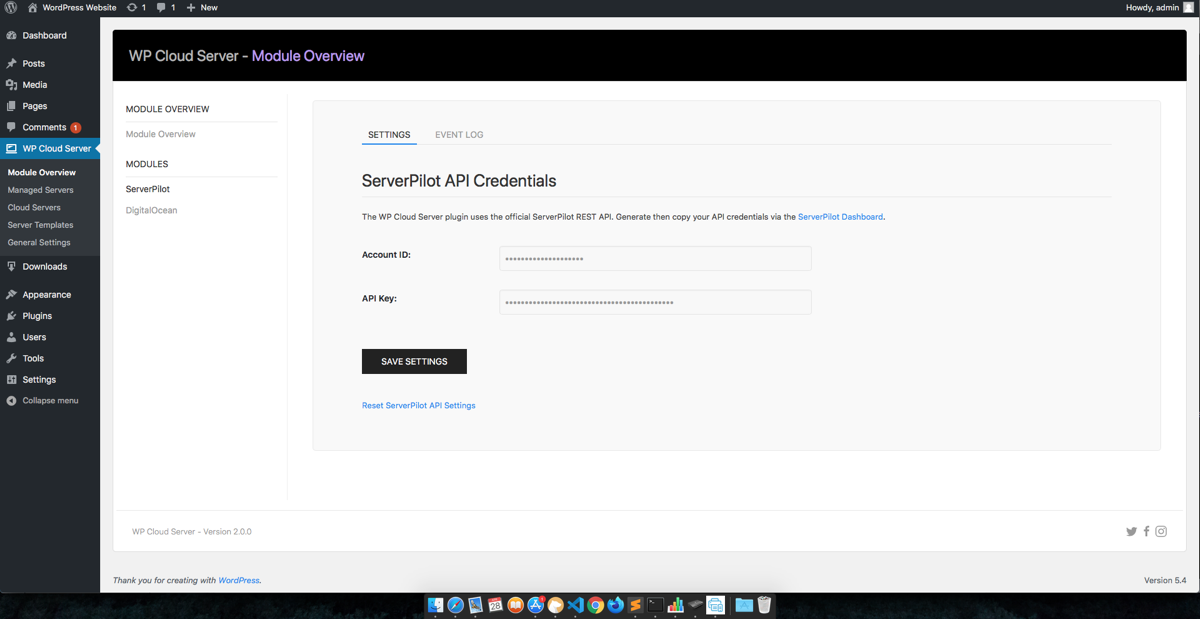 WordPress Website 1 1 New Howdy, admin
Dashboard
Posts
Media
Pages
Comments 1
WP Cloud Server
Module Overview
Managed Servers
Cloud Servers
Server Templates
General Settings
Downloads
Appearance
Plugins
Users
Tools
Settings
Collapse menu
WP Cloud Server - Module Overview
MODULE OVERVIEW
Module Overview
MODULES
ServerPilot
DigitalOcean
SETTINGS EVENT LOG
ServerPilot API Credentials
The WP Cloud Server plugin uses the official ServerPilot REST API. Generate then copy your API credentials via the ServerPilot Dashboard.
Account ID:
API Key:
SAVE SETTINGS
Reset ServerPilot API Settings
WP Cloud Server - Version 2.0.0
Thank you for creating with WordPress. Version 5.4
28